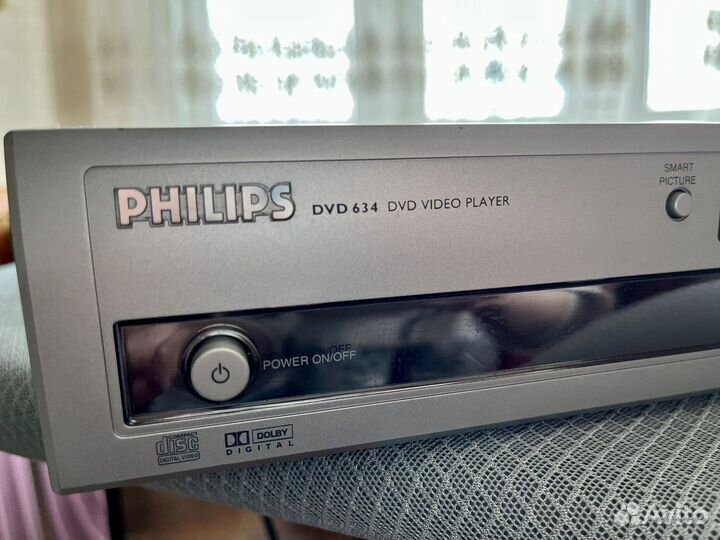 PHILIPS DVD 634 DVD VIDEO PLAYER
SMART
PICTURE
POWER ON/OFF
COMPACT
disc
DIGITAL VIDEO
DOLBY
DIGITAL
Avito